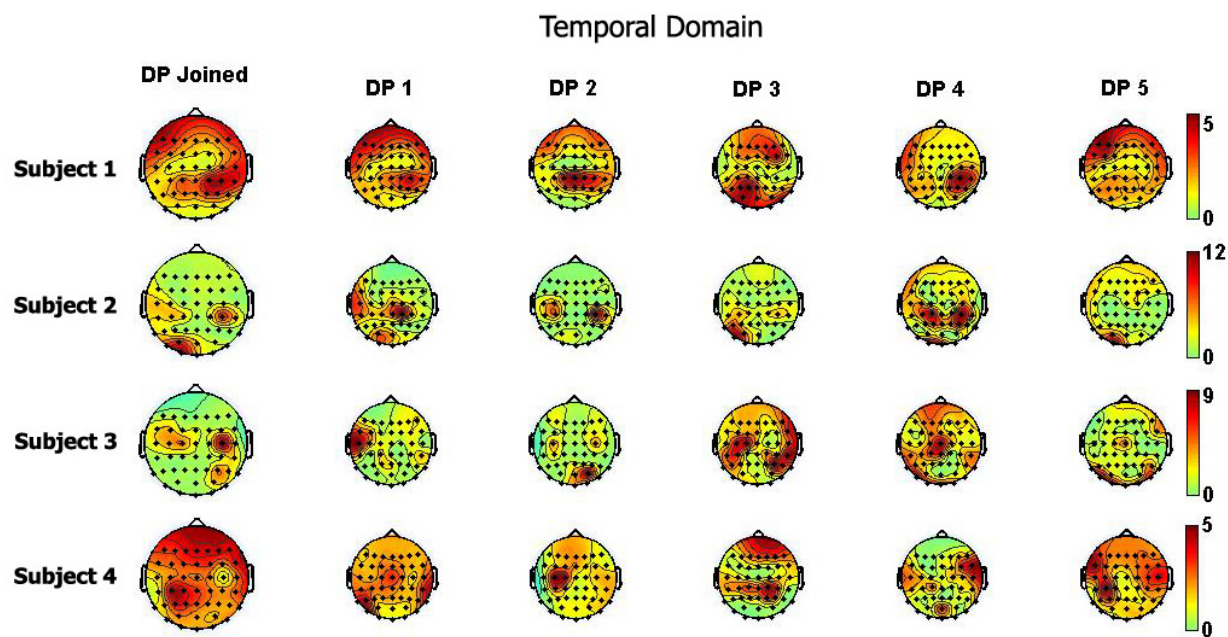 Temporal Domain
DP Joined DP 1 DP 2 DP 3 DP 4 DP 5
Subject 1 5
0
Subject 2 12
0
Subject 3 9
0
Subject 4 5
0